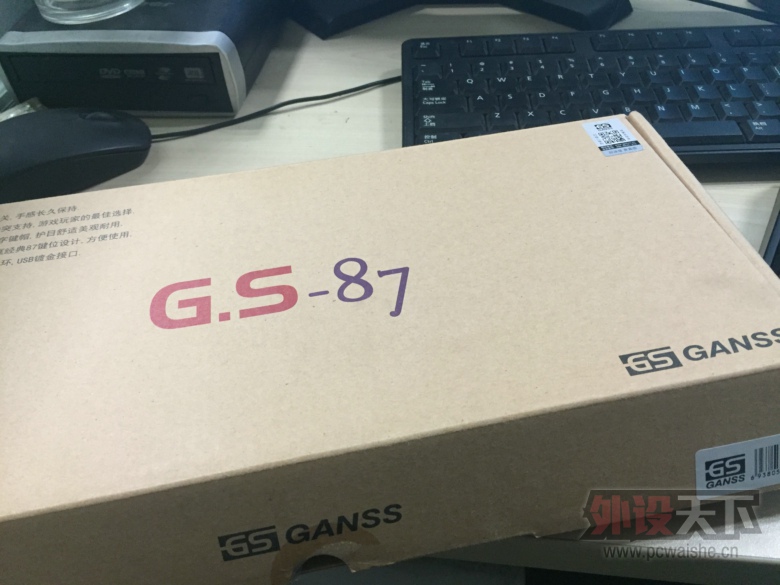 DVD
Q W E R T Y U I O P
Caps Lock A S D F G H J K L
Z X C V B N M
关, 手感长久保持.
突支持, 游戏玩家的最佳选择.
字键帽, 护目舒适美观耐用.
经典87键位设计, 方便使用.
环, USB镀金接口.
G.S-87
GS GANSS
GS GANSS
GS
GANSS
外设天下
www.pcwaishe.cn